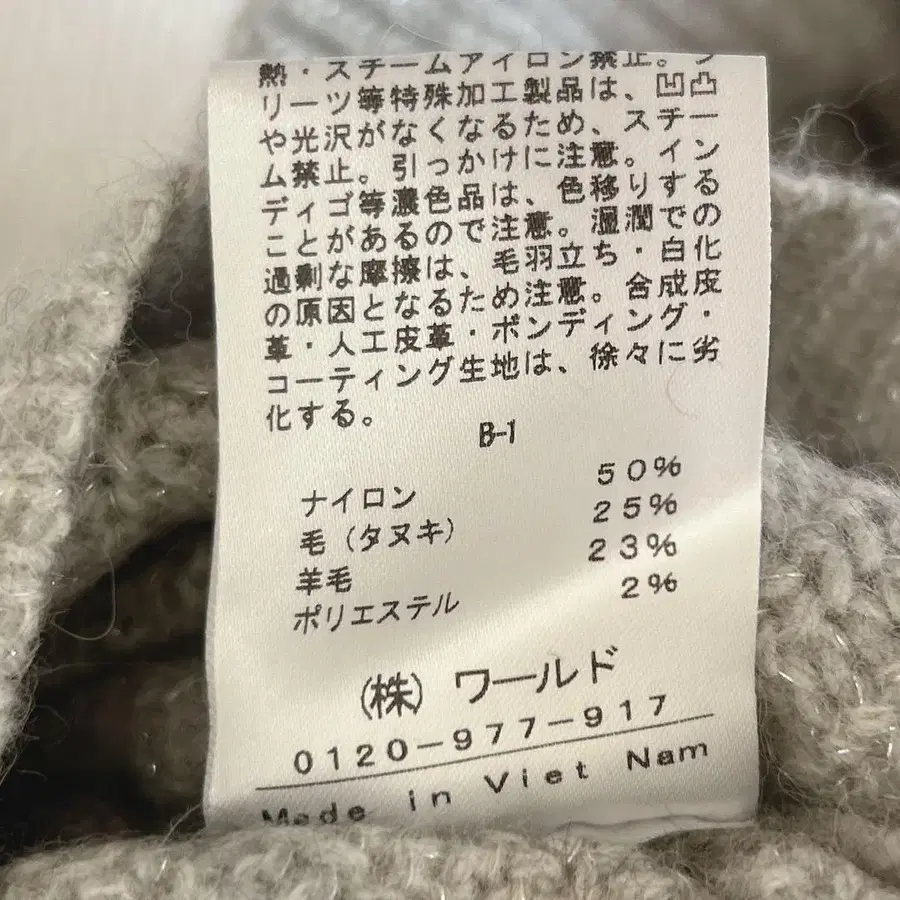 熱・スチームアイロン禁止。プ
リーツ等特殊加工製品は、凹凸
や光沢がなくなるため、スチー
ム禁止。引っかけに注意。イン
ディゴ等濃色品は、色移りする
ことがあるので注意。湿潤での
過剰な摩擦は、毛羽立ち・白化
の原因となるため注意。合成皮
革・人工皮革・ボンディング・
コーティング生地は、徐々に劣
化する。
B-1
ナイロン 50%
毛(タヌキ) 25%
羊毛 23%
ポリエステル 2%
(株) ワールド
0120-977-917
Made in Viet Nam